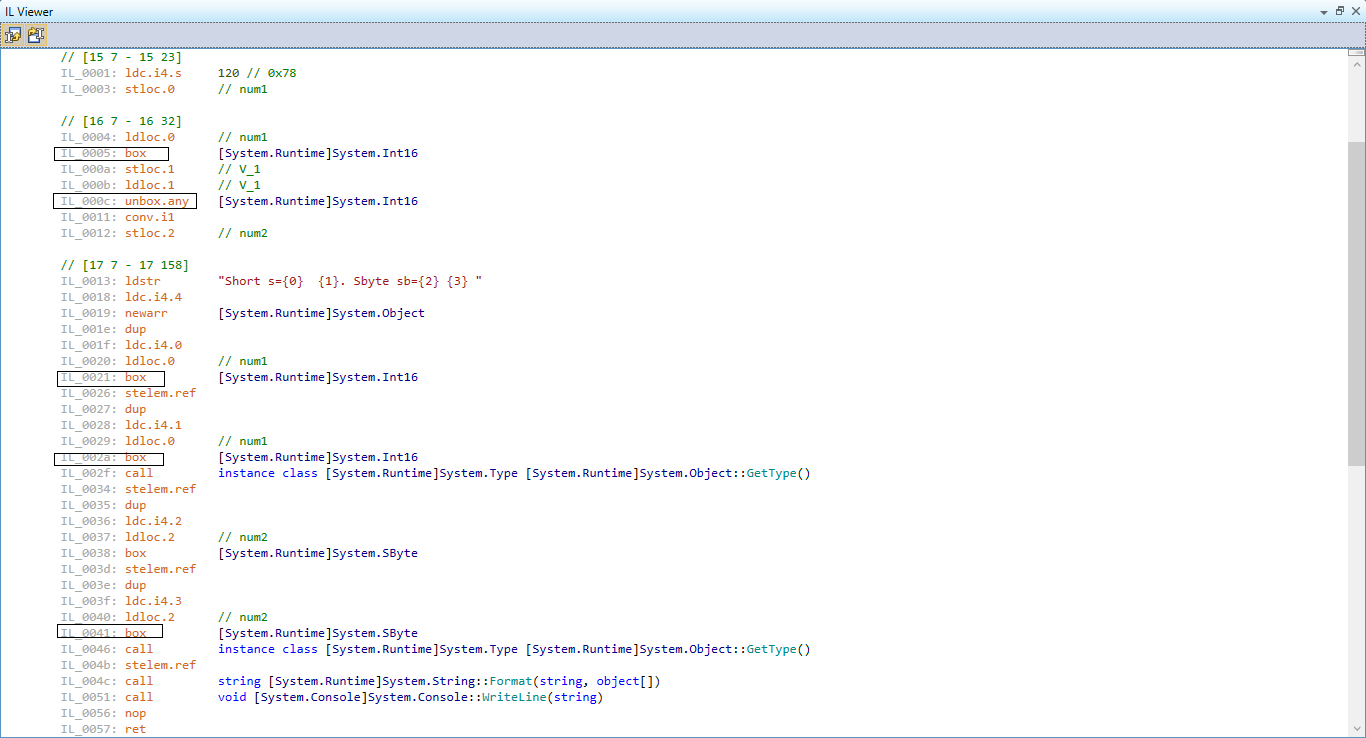 IL Viewer
// [15 7 - 15 23]
IL_0001: ldc.i4.s     120 // 0x78
IL_0003: stloc.0      // num1
// [16 7 - 16 32]
IL_0004: ldloc.0      // num1
IL_0005: box          [System.Runtime]System.Int16
IL_000a: stloc.1      // V_1
IL_000b: ldloc.1      // V_1
IL_000c: unbox.any    [System.Runtime]System.Int16
IL_0011: conv.i1
IL_0012: stloc.2      // num2
// [17 7 - 17 158]
IL_0013: ldstr        "Short s={0}  {1}. Sbyte sb={2} {3} "
IL_0018: ldc.i4.4
IL_0019: newarr       [System.Runtime]System.Object
IL_001e: dup
IL_001f: ldc.i4.0
IL_0020: ldloc.0      // num1
IL_0021: box          [System.Runtime]System.Int16
IL_0026: stelem.ref
IL_0027: dup
IL_0028: ldc.i4.1
IL_0029: ldloc.0      // num1
IL_002a: box          [System.Runtime]System.Int16
IL_002f: call         instance class [System.Runtime]System.Type [System.Runtime]System.Object::GetType()
IL_0034: stelem.ref
IL_0035: dup
IL_0036: ldc.i4.2
IL_0037: ldloc.2      // num2
IL_0038: box          [System.Runtime]System.SByte
IL_003d: stelem.ref
IL_003e: dup
IL_003f: ldc.i4.3
IL_0040: ldloc.2      // num2
IL_0041: box          [System.Runtime]System.SByte
IL_0046: call         instance class [System.Runtime]System.Type [System.Runtime]System.Object::GetType()
IL_004b: stelem.ref
IL_004c: call         string [System.Runtime]System.String::Format(string, object[])
IL_0051: call         void [System.Console]System.Console::WriteLine(string)
IL_0056: nop
IL_0057: ret